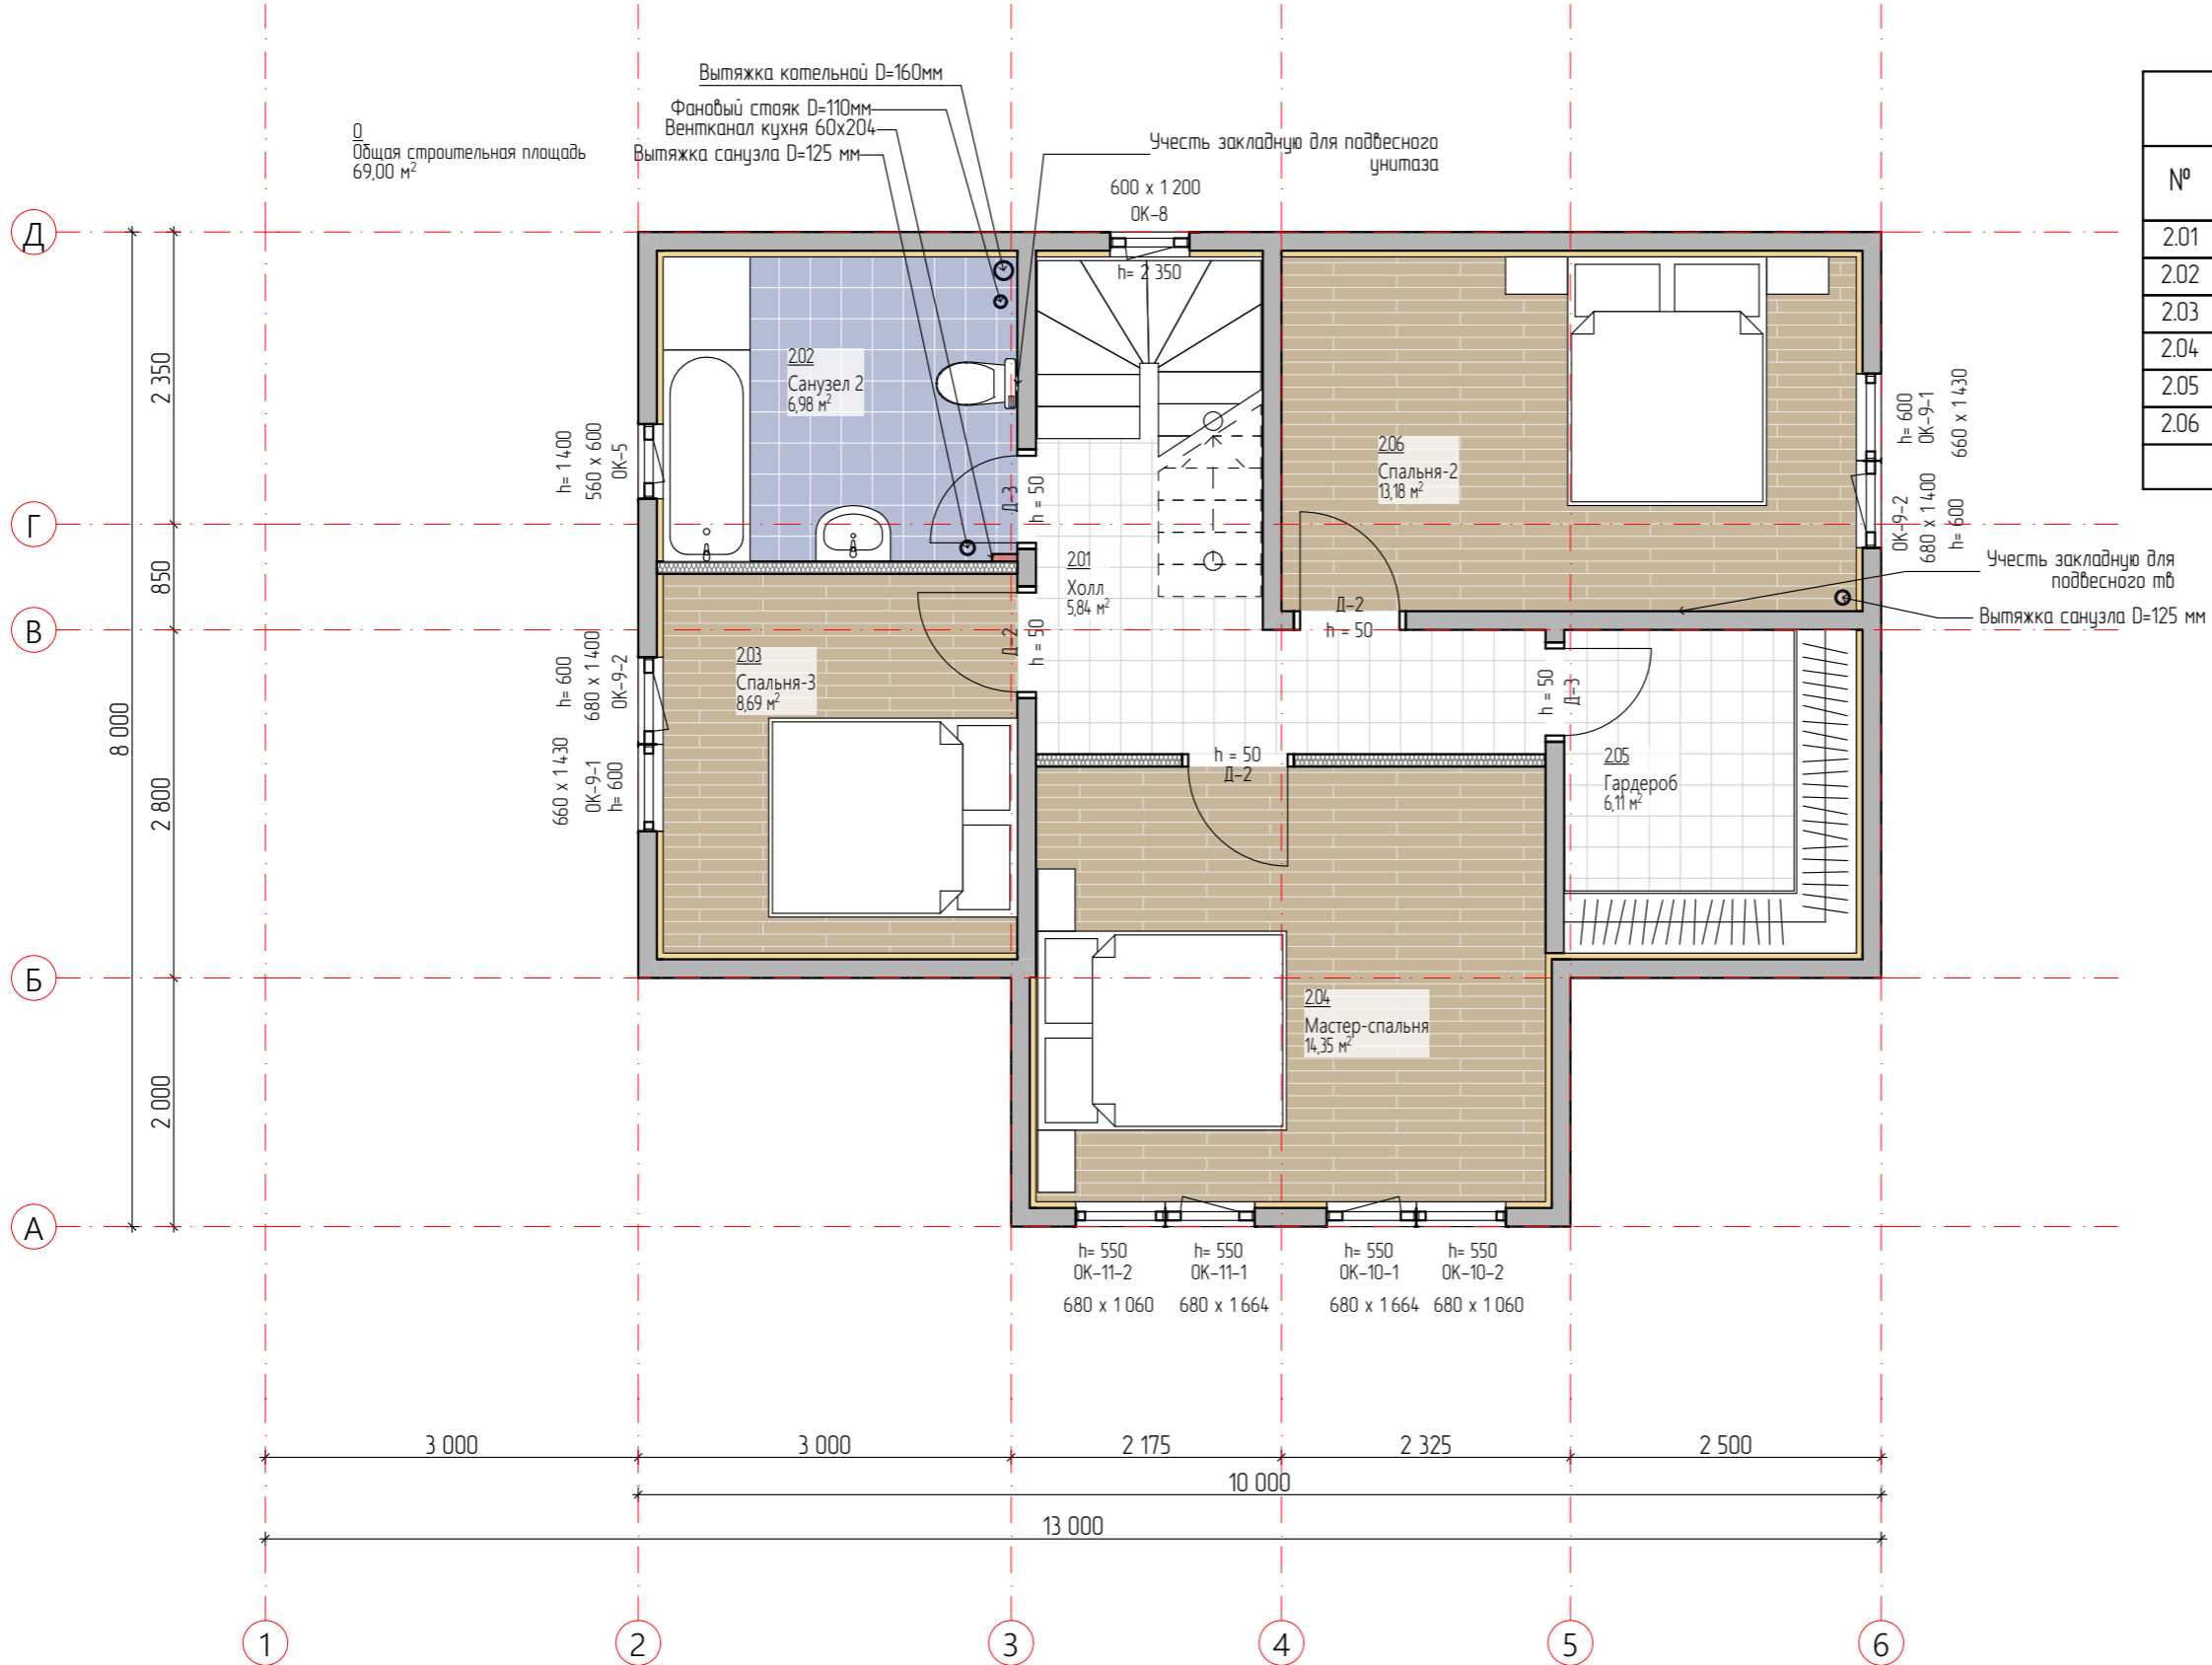 Вытяжка котельной D=160мм
Фановый стояк D=110мм
Вентканал кухня 60х204
Вытяжка санузла D=125 мм
0
Общая строительная площадь
69,00 м²
Учесть закладную для подвесного
унитаза
600 x 1 200
ОК-8
h= 2 350
№
2.01
2.02
2.03
2.04
2.05
2.06
Д
Г
В
Б
А
2 350
850
2 800
2 000
8 000
2.02
Санузел 2
6,98 м²
h= 1 400
560 x 600
ОК-5
Д-3
h = 50
2.01
Холл
5,84 м²
2.06
Спальня-2
13,18 м²
h= 600
ОК-9-1
660 x 1 430
ОК-9-2
680 x 1 400
h= 600
Учесть закладную для
подвесного тв
Вытяжка санузла D=125 мм
Д-2
h = 50
Д-2
h = 50
2.03
Спальня-3
8,69 м²
h= 600
680 x 1 400
ОК-9-2
660 x 1 430
ОК-9-1
h= 600
h = 50
Д-3
h = 50
Д-2
2.05
Гардероб
6,11 м²
2.04
Мастер-спальня
14,35 м²
h= 550
ОК-11-2
680 x 1 060
h= 550
ОК-11-1
680 x 1 664
h= 550
ОК-10-1
680 x 1 664
h= 550
ОК-10-2
680 x 1 060
3 000
3 000
2 175
2 325
2 500
10 000
13 000
1
2
3
4
5
6